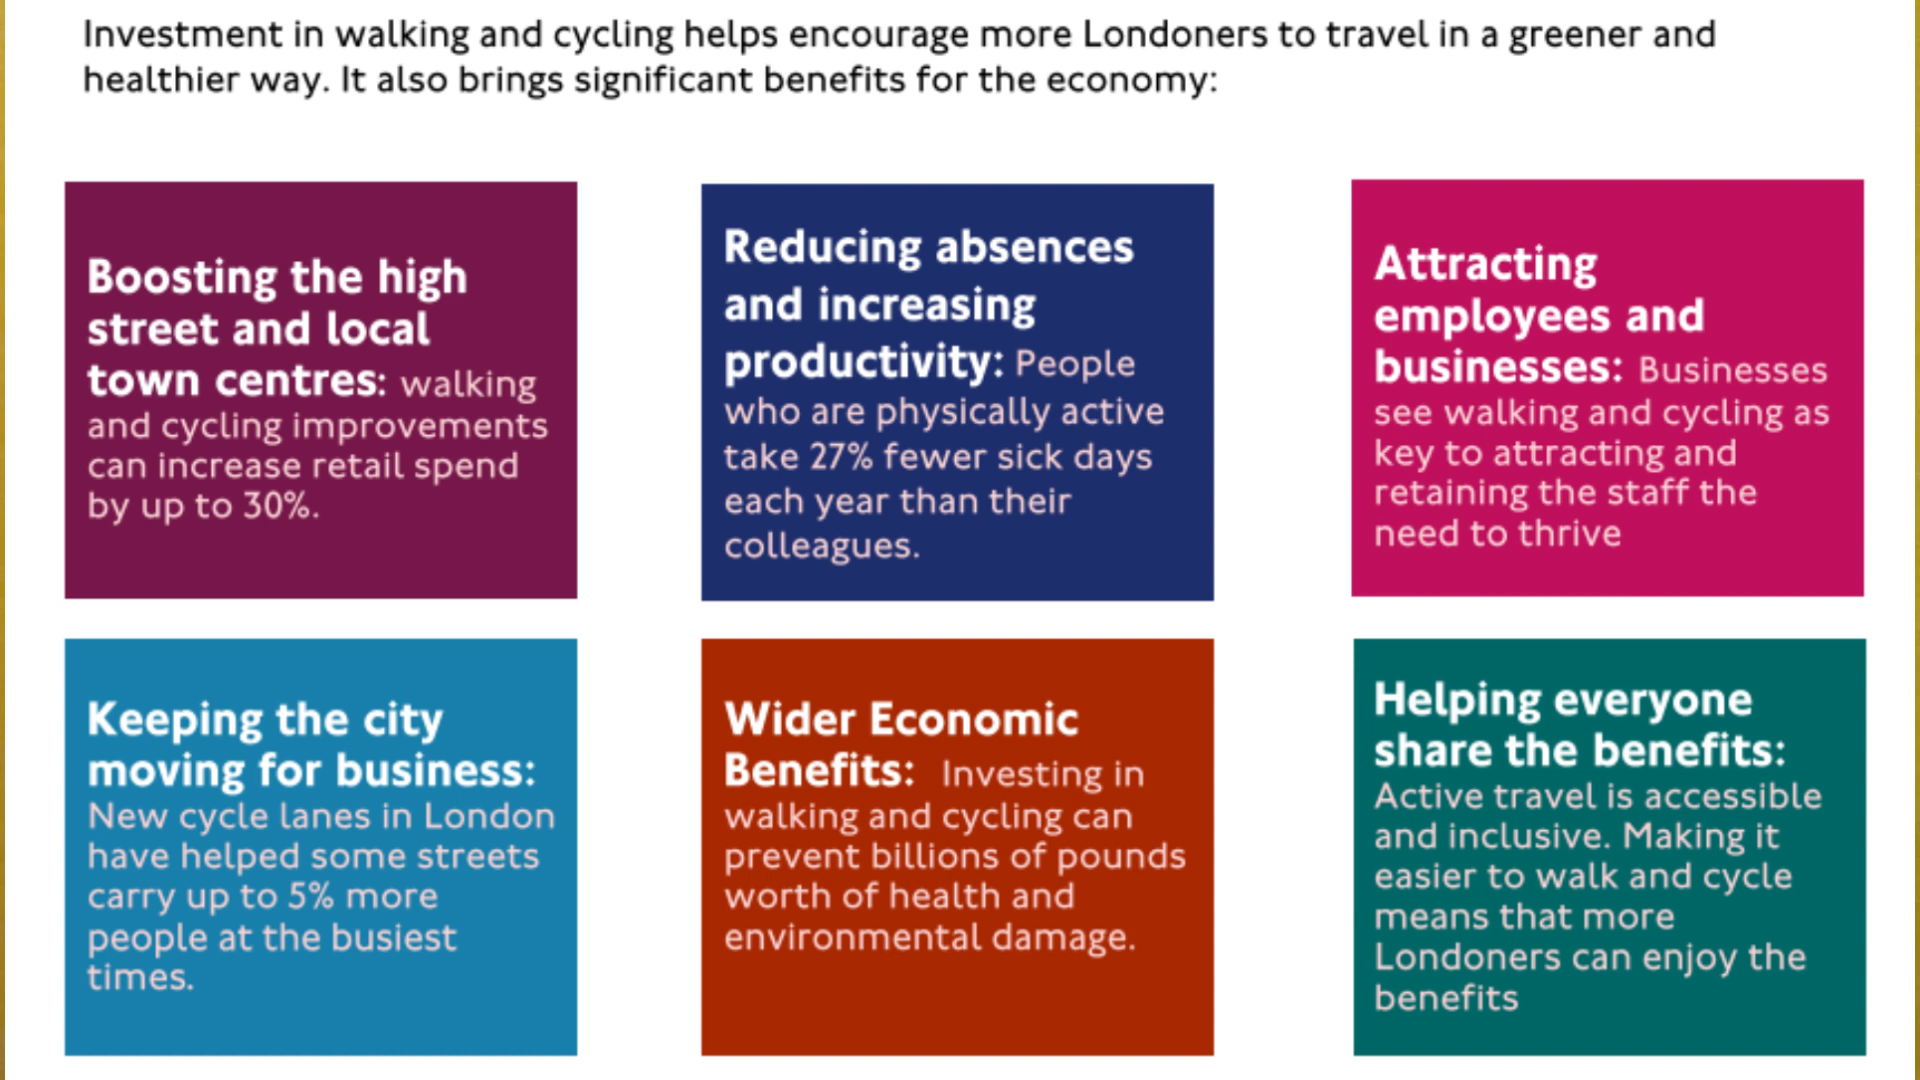 Investment in walking and cycling helps encourage more Londoners to travel in a greener and
healthier way. It also brings significant benefits for the economy:
Boosting the high
street and local
town centres: walking
and cycling improvements
can increase retail spend
by up to 30%.
Reducing absences
and increasing
productivity: People
who are physically active
take 27% fewer sick days
each year than their
colleagues.
Attracting
employees and
businesses: Businesses
see walking and cycling as
key to attracting and
retaining the staff the
need to thrive
Keeping the city
moving for business:
New cycle lanes in London
have helped some streets
carry up to 5% more
people at the busiest
times.
Wider Economic
Benefits: Investing in
walking and cycling can
prevent billions of pounds
worth of health and
environmental damage.
Helping everyone
share the benefits:
Active travel is accessible
and inclusive. Making it
easier to walk and cycle
means that more
Londoners can enjoy the
benefits